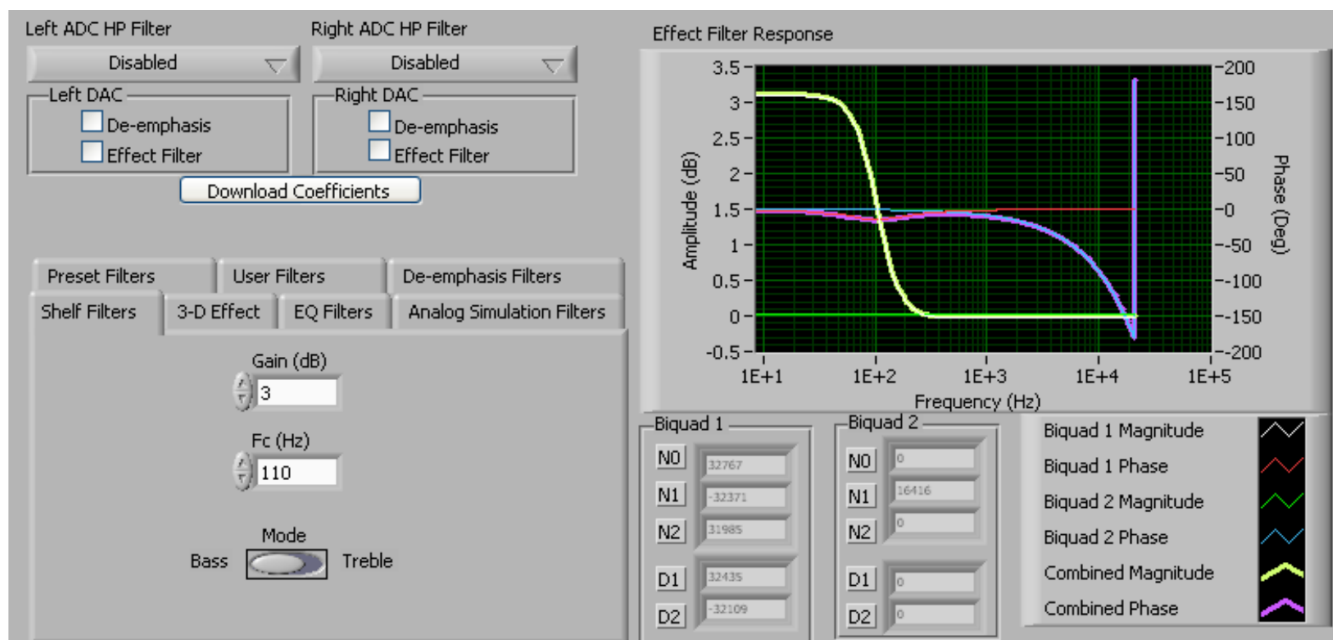 Left ADC HP Filter
Right ADC HP Filter
Disabled
Disabled
Left DAC
De-emphasis
Effect Filter
Right DAC
De-emphasis
Effect Filter
Download Coefficients
Preset Filters
User Filters
De-emphasis Filters
Shelf Filters
3-D Effect
EQ Filters
Analog Simulation Filters
Gain (dB)
3
Fc (Hz)
110
Mode
Bass
Treble
Effect Filter Response
Amplitude (dB)
3.5
3
2.5
2
1.5
1
0.5
0
-0.5
200
150
100
50
0
-50
-100
-150
-200
Phase (Deg)
1E+1
1E+2
1E+3
1E+4
1E+5
Frequency (Hz)
Biquad 1
N0
32767
N1
-32371
N2
31985
D1
32435
D2
-32109
Biquad 2
N0
0
N1
16416
N2
0
D1
0
D2
0
Biquad 1 Magnitude
Biquad 1 Phase
Biquad 2 Magnitude
Biquad 2 Phase
Combined Magnitude
Combined Phase